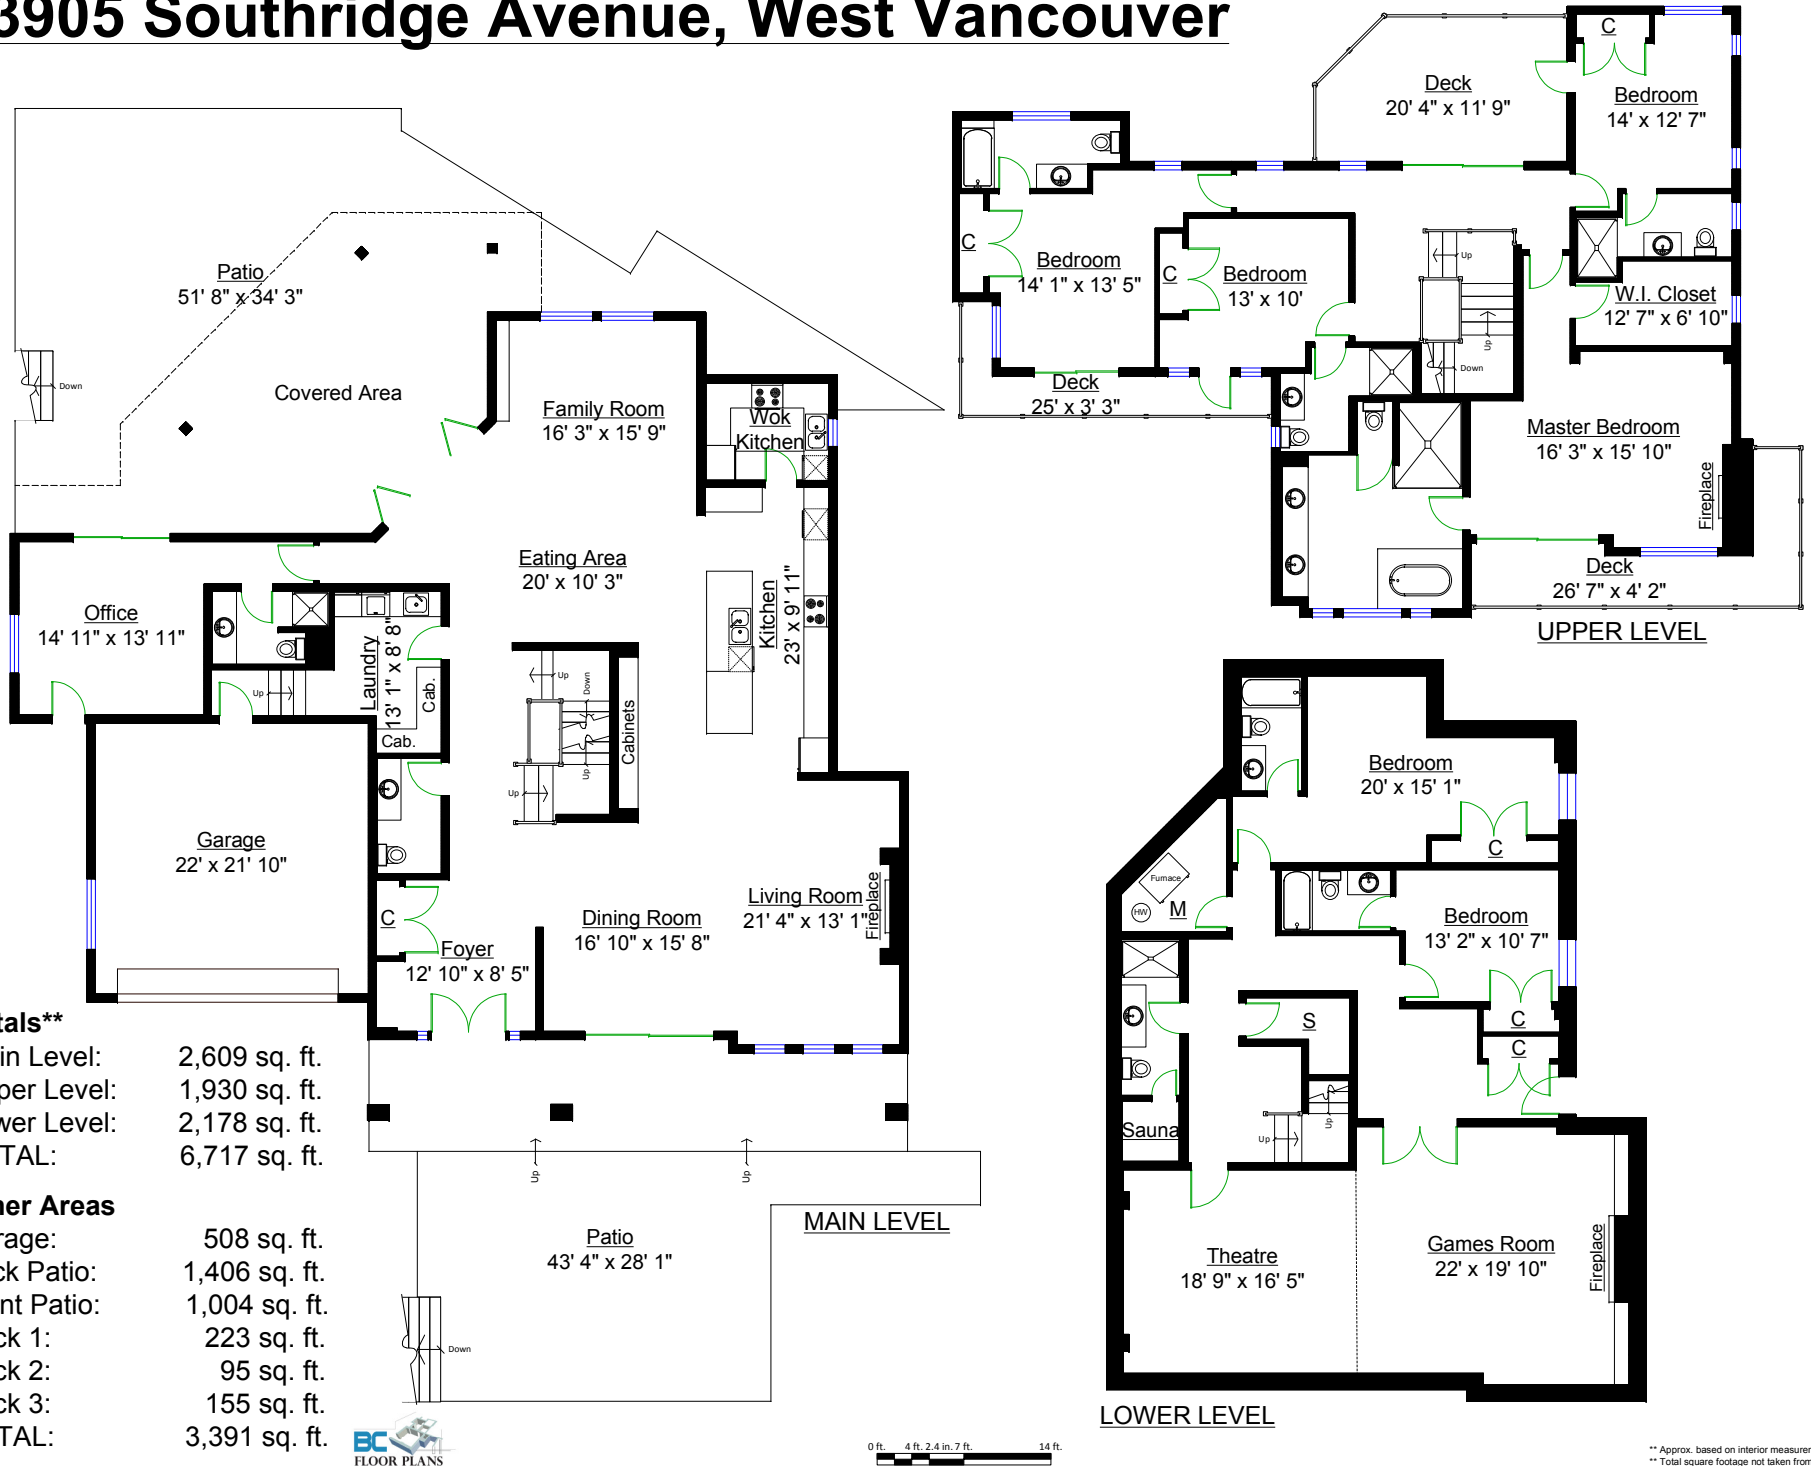 3905 Southridge Avenue, West Vancouver
Patio
51' 8" x 34' 3"
Down
Covered Area
Family Room
16' 3" x 15' 9"
Wok
Kitchen
Eating Area
20' x 10' 3"
Kitchen
23' x 9' 11"
Office
14' 11" x 13' 11"
Laundry
13' 1" x 8' 8"
Cab.
Cab.
Up
Up
Down
Up
Up
Cabinets
Garage
22' x 21' 10"
C
Foyer
12' 10" x 8' 5"
Dining Room
16' 10" x 15' 8"
Living Room
21' 4" x 13' 1"
Fireplace
Up
Up
MAIN LEVEL
Patio
43' 4" x 28' 1"
Down
Deck
20' 4" x 11' 9"
C
Bedroom
14' x 12' 7"
C
Bedroom
14' 1" x 13' 5"
C
Bedroom
13' x 10'
Up
Up
Down
W.I. Closet
12' 7" x 6' 10"
Deck
25' x 3' 3"
Master Bedroom
16' 3" x 15' 10"
Fireplace
Deck
26' 7" x 4' 2"
UPPER LEVEL
Bedroom
20' x 15' 1"
C
Furnace
HW
M
Bedroom
13' 2" x 10' 7"
C
C
S
Sauna
Up
Up
Theatre
18' 9" x 16' 5"
Games Room
22' x 19' 10"
Fireplace
LOWER LEVEL
tals**
in Level: 2,609 sq. ft.
per Level: 1,930 sq. ft.
wer Level: 2,178 sq. ft.
TAL: 6,717 sq. ft.
her Areas
rage: 508 sq. ft.
ck Patio: 1,406 sq. ft.
nt Patio: 1,004 sq. ft.
ck 1: 223 sq. ft.
ck 2: 95 sq. ft.
ck 3: 155 sq. ft.
TAL: 3,391 sq. ft.
BC
FLOOR PLANS
0 ft. 4 ft. 2.4 in. 7 ft. 14 ft.
** Approx. based on interior measurer
** Total square footage not taken from